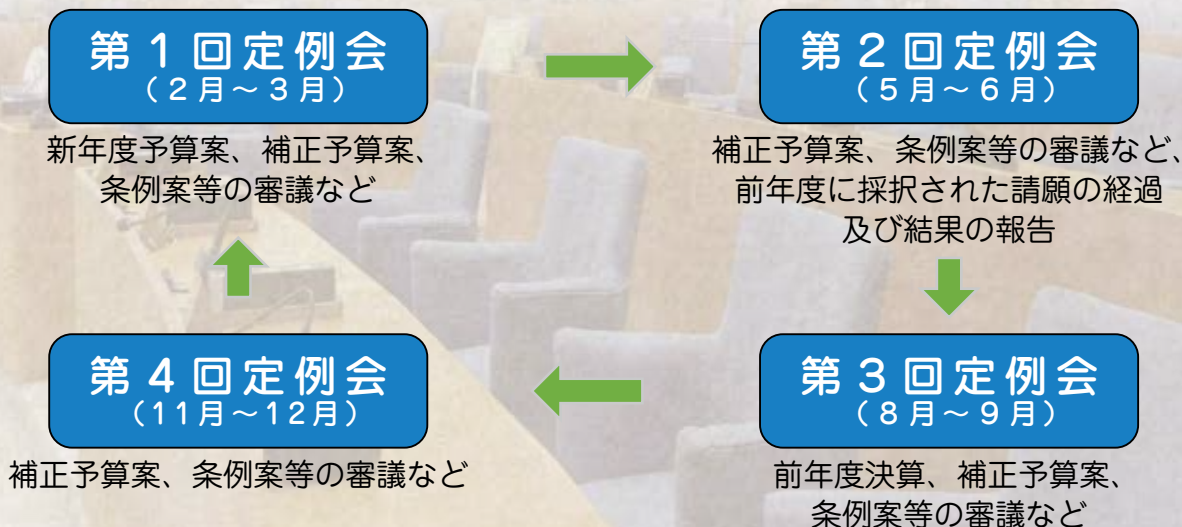 第1回定例会
（2月～3月）
新年度予算案、補正予算案、
条例案等の審議など
第2回定例会
（5月～6月）
補正予算案、条例案等の審議など、
前年度に採択された請願の経過
及び結果の報告
第3回定例会
（8月～9月）
前年度決算、補正予算案、
条例案等の審議など
第4回定例会
（11月～12月）
補正予算案、条例案等の審議など